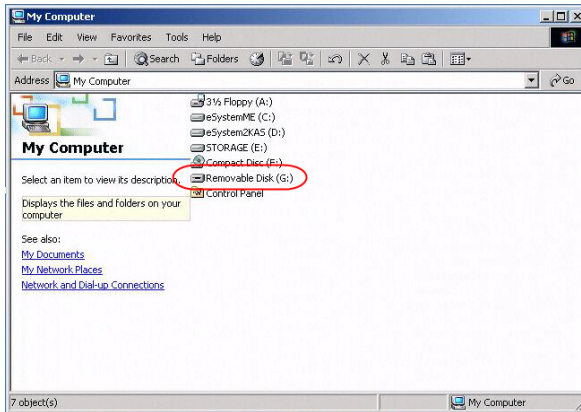 My Computer
File Edit View Favorites Tools Help
Back Search Folders
Address My Computer Go
3½ Floppy (A:)
eSystemME (C:)
eSystem2KAS (D:)
STORAGE (E:)
Compact Disc (F:)
Removable Disk (G:)
Control Panel
My Computer
Select an item to view its description.
Displays the files and folders on your
computer
See also:
My Documents
My Network Places
Network and Dial-up Connections
7 object(s) My Computer